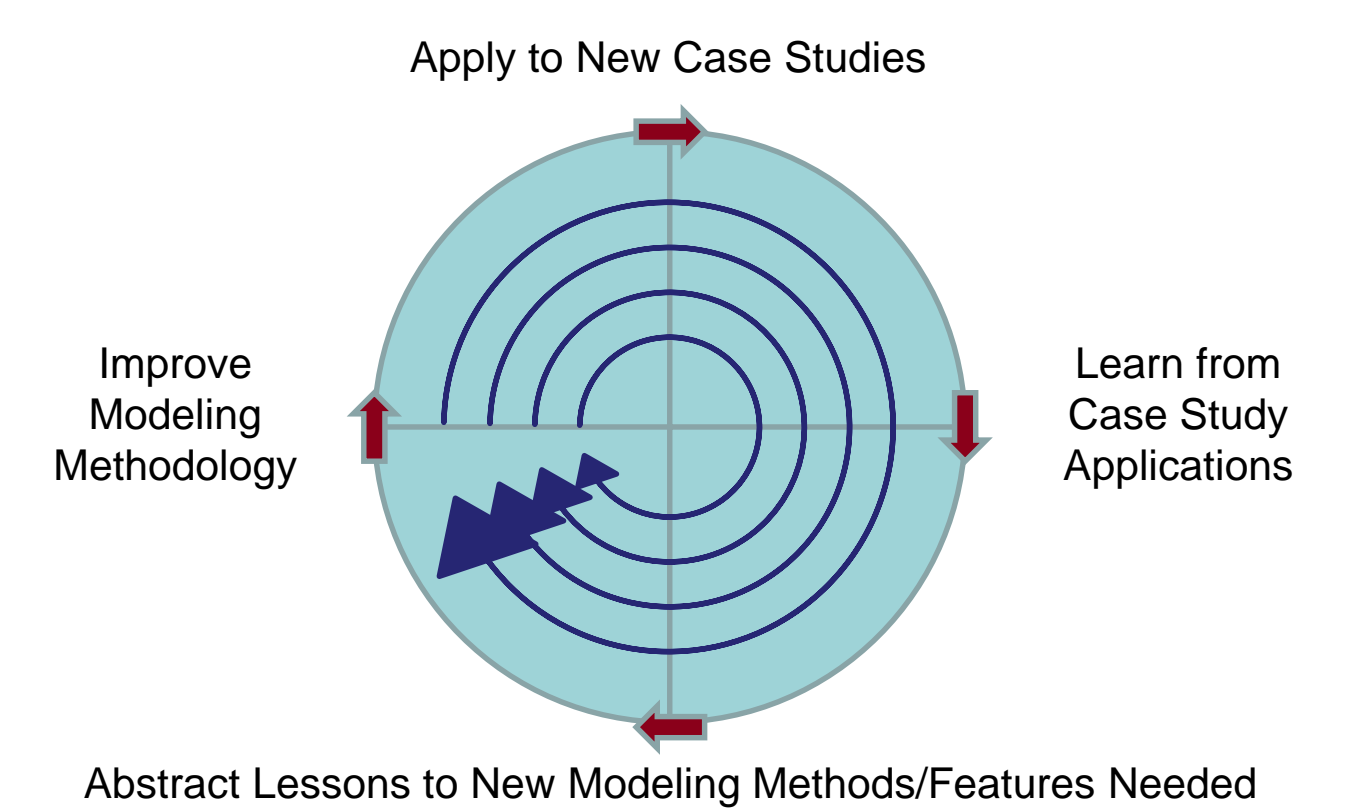 Apply to New Case Studies
Improve
Modeling
Methodology
Learn from
Case Study
Applications
Abstract Lessons to New Modeling Methods/Features Needed